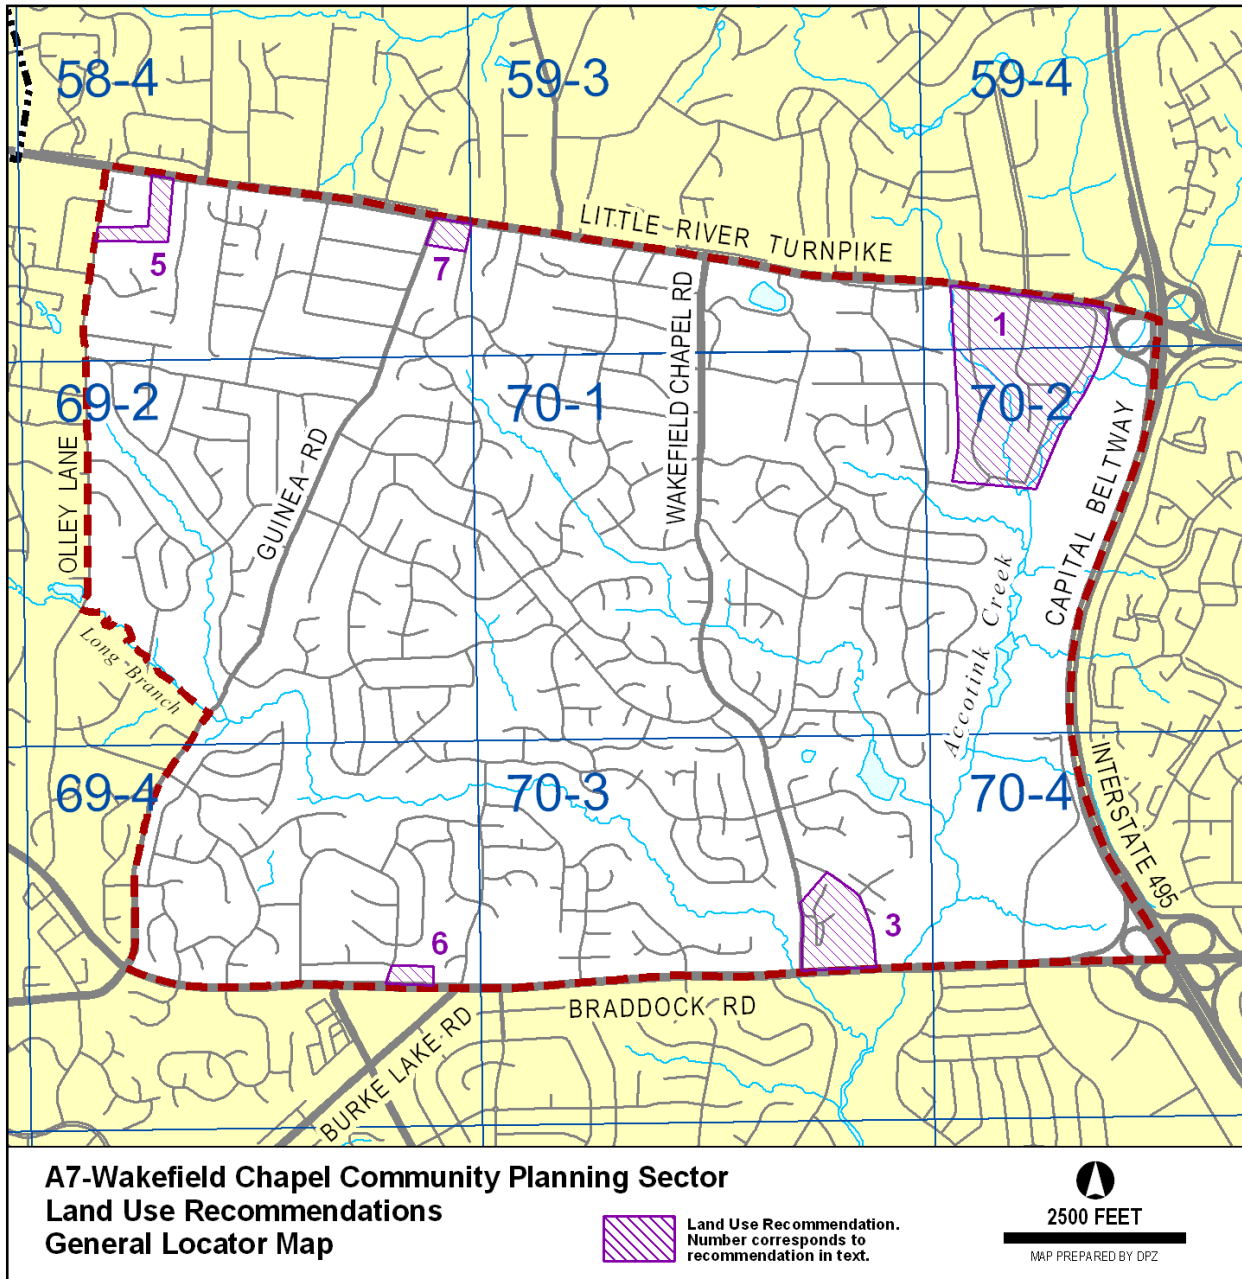 58-4
59-3
59-4
LITTLE RIVER TURNPIKE
5
7
1
WAKEFIELD CHAPEL RD
69-2
70-1
70-2
OLLEY LANE
GUINEA RD
CAPITAL BELTWAY
Accotink Creek
Long Branch
69-4
70-3
70-4
INTERSTATE 495
6
3
BRADDOCK RD
BURKE LAKE RD
A7-Wakefield Chapel Community Planning Sector
Land Use Recommendations
General Locator Map
Land Use Recommendation.
Number corresponds to
recommendation in text.
2500 FEET
MAP PREPARED BY DPZ